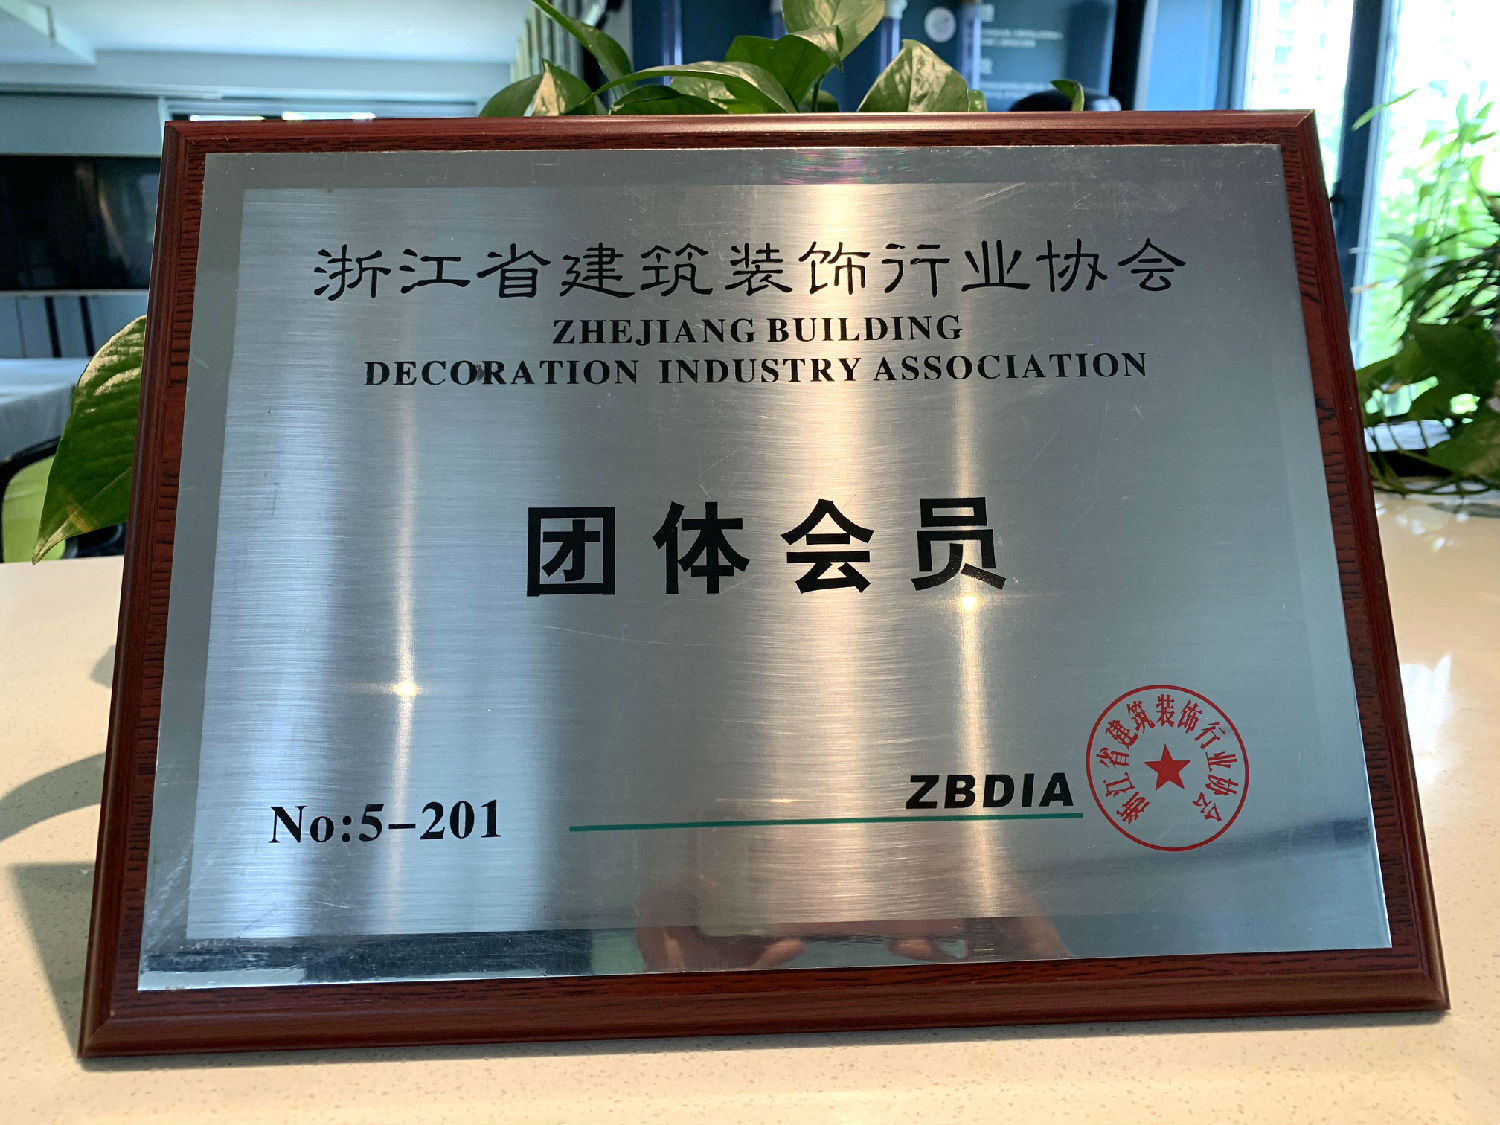 浙江省建筑装饰行业协会
ZHEJIANG BUILDING
DECORATION INDUSTRY ASSOCIATION
团体会员
No:5-201
ZBDIA
浙江省建筑装饰行业协会